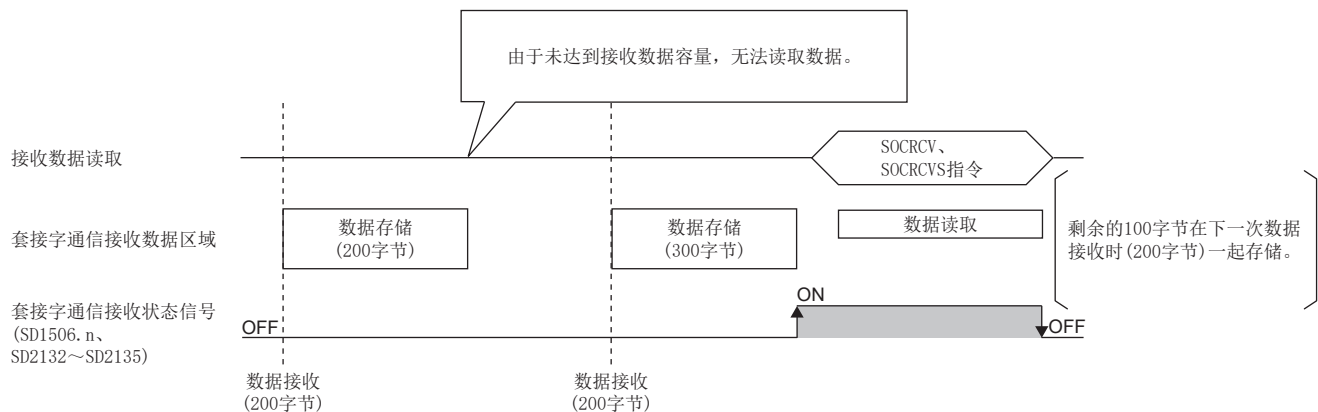 由于未达到接收数据容量，无法读取数据。
接收数据读取
SOCRCV、
SOCRCVS指令
套接字通信接收数据区域
数据存储
(200字节)
数据存储
(300字节)
数据读取
剩余的100字节在下一次数据
接收时(200字节)一起存储。
套接字通信接收状态信号
(SD1506.n、
SD2132～SD2135)
OFF
ON
OFF
数据接收
(200字节)
数据接收
(200字节)